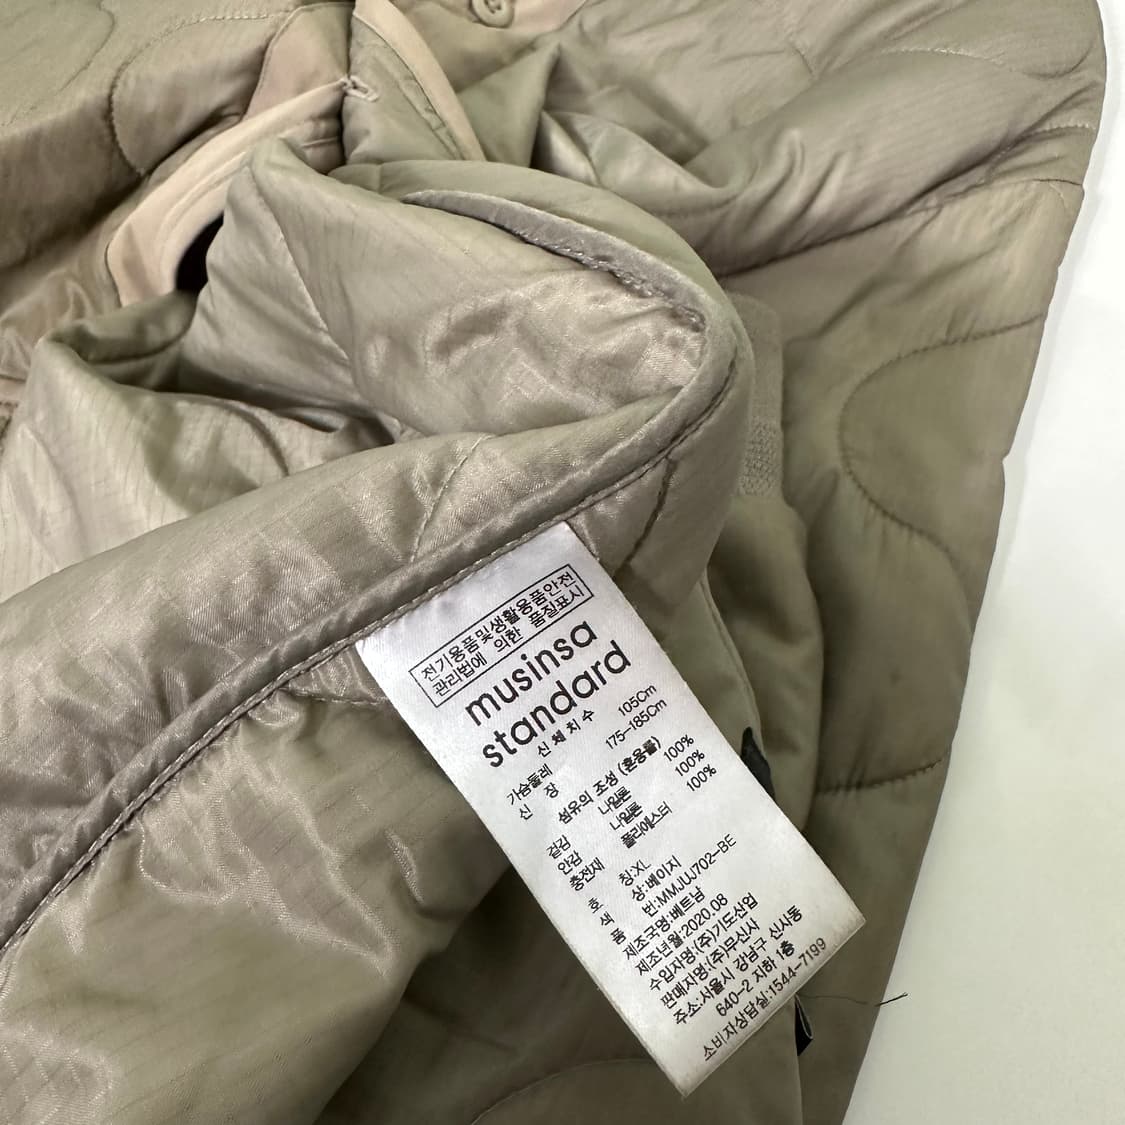 전기용품및생활용품안전
관리법에 의한 품질표시
musinsa
standard
신체치수
가슴둘레 105Cm
신장 175-185Cm
섬유의 조성 (혼용률)
겉감 나일론 100%
안감 나일론 100%
충전재 폴리에스터 100%
호칭:XL
색상:베이지
품번:MMJUJ702-BE
제조국명:베트남
제조년월:2020.08
수입자명:(주)기도산업
판매자명:(주)무신사
주소:서울시 강남구 신사동
640-2 지하 1층
소비자상담실:1544-7199